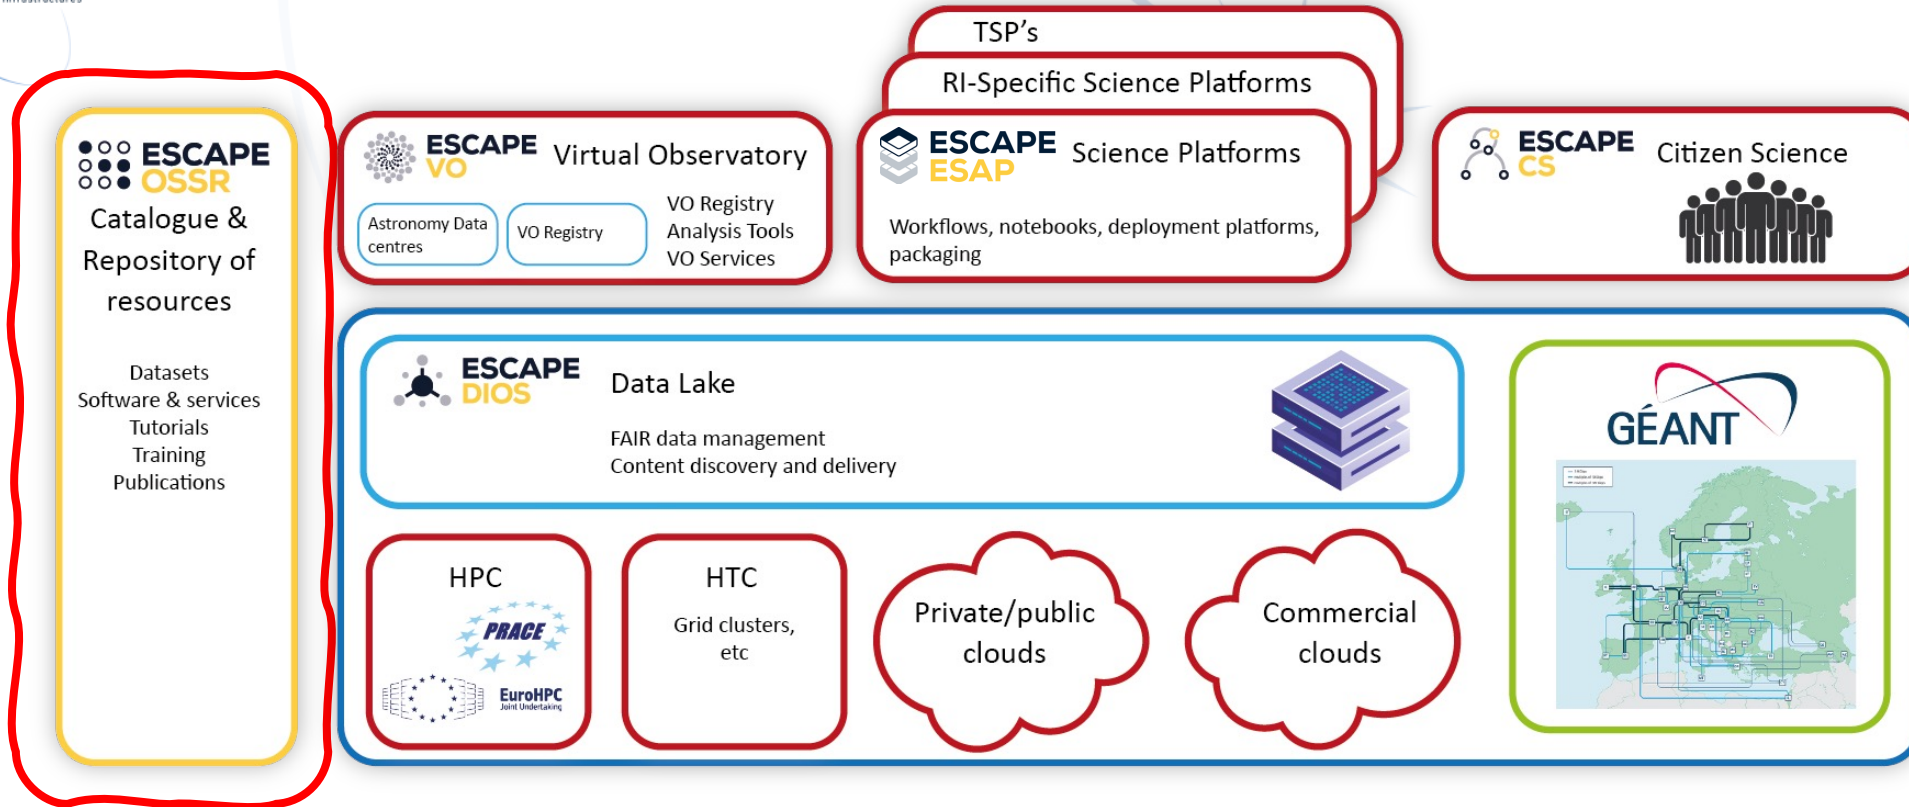 TSP's
RI-Specific Science Platforms
ESCAPE
OSSR
Catalogue &
Repository of
resources
Datasets
Software & services
Tutorials
Training
Publications
ESCAPE
VO
Virtual Observatory
Astronomy Data
centres
VO Registry
VO Registry
Analysis Tools
VO Services
ESCAPE
ESAP
Science Platforms
Workflows, notebooks, deployment platforms,
packaging
ESCAPE
CS
Citizen Science
ESCAPE
DIOS
Data Lake
FAIR data management
Content discovery and delivery
GÉANT
HPC
PRACE
EuroHPC
Joint Undertaking
HTC
Grid clusters,
etc
Private/public
clouds
Commercial
clouds